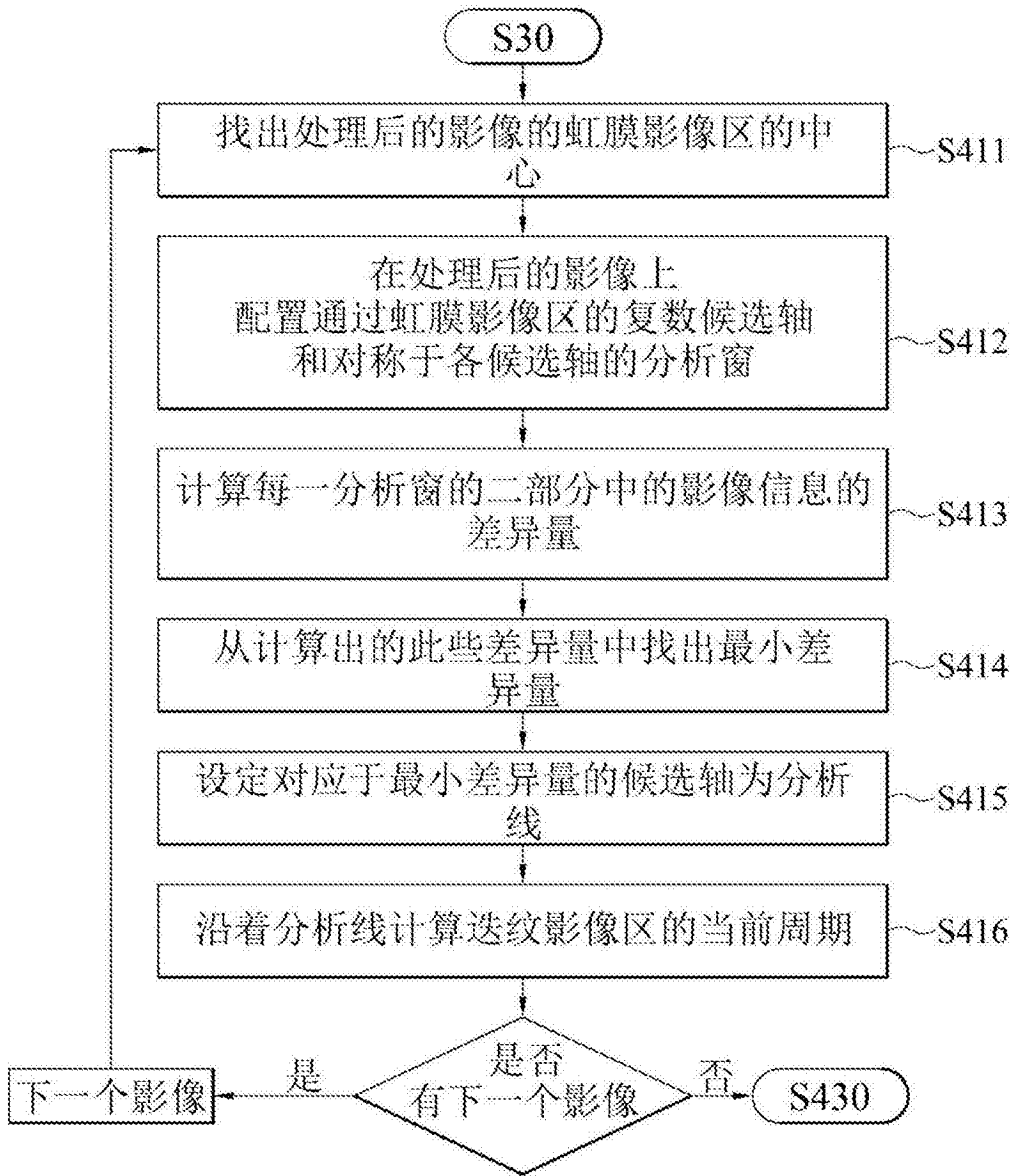 S30
找出处理后的影像的虹膜影像区的中
心
S411
在处理后的影像上
配置通过虹膜影像区的复数候选轴
和对称于各候选轴的分析窗
S412
计算每一分析窗的二部分中的影像信息的
差异量
S413
从计算出的此些差异量中找出最小差
异量
S414
设定对应于最小差异量的候选轴为分析
线
S415
沿着分析线计算迭纹影像区的当前周期
S416
是否
有下一个影像
是
否
下一个影像
S430